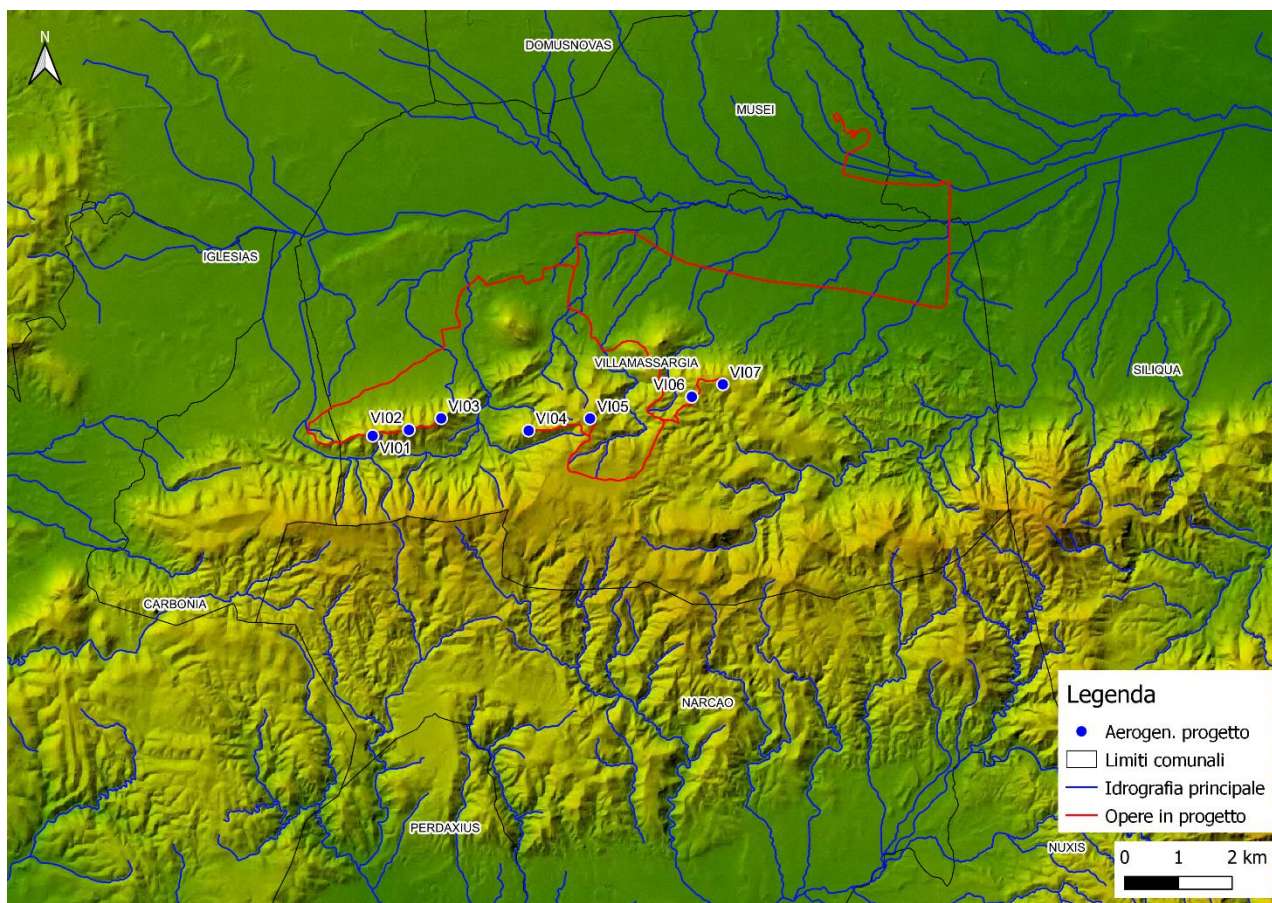 N
DOMUSNOVAS
MUSEI
IGLESIAS
VILLAMASSARGIA
SILIQUA
VI07
VI06
VI05
VI04
VI03
VI02
VI01
CARBONIA
NARCAO
PERDAXIUS
NUXIS
Legenda
Aerogen. progetto
Limiti comunali
Idrografia principale
Opere in progetto
0 1 2 km